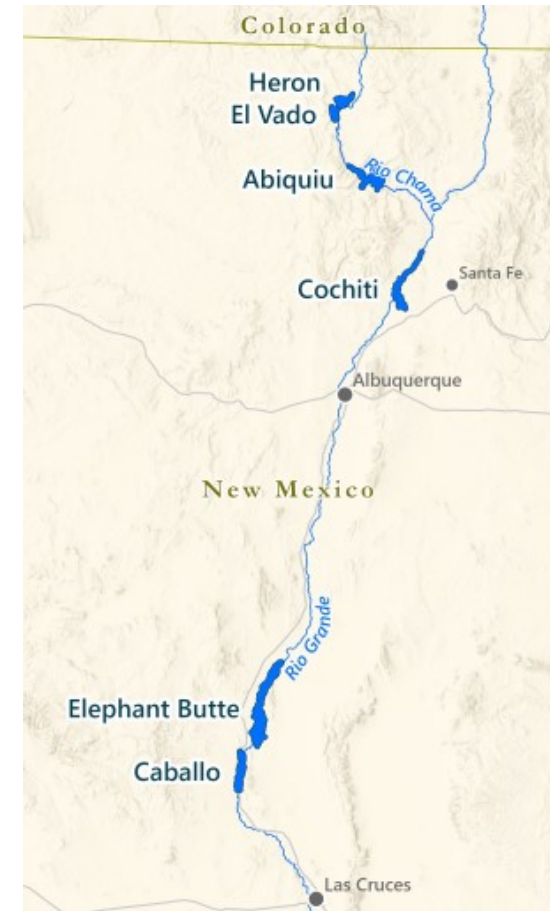 Colorado
Heron
El Vado
Rio Chama
Abiquiu
Santa Fe
Cochiti
Albuquerque
New Mexico
Rio Grande
Elephant Butte
Caballo
Las Cruces